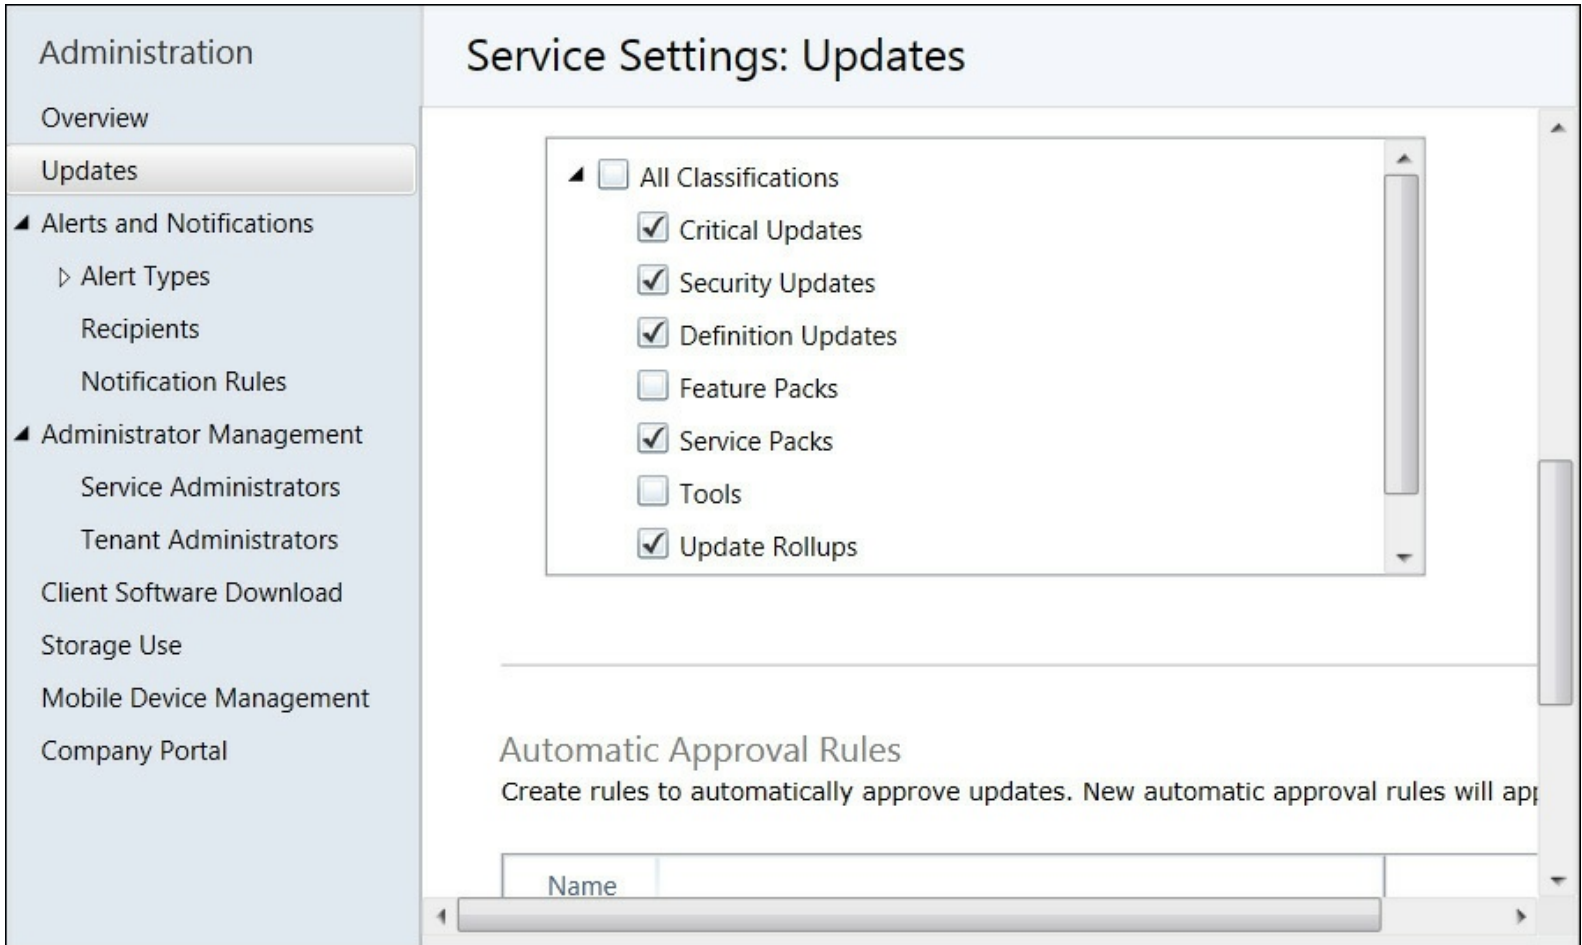 Administration
Overview
Updates
Alerts and Notifications
Alert Types
Recipients
Notification Rules
Administrator Management
Service Administrators
Tenant Administrators
Client Software Download
Storage Use
Mobile Device Management
Company Portal
Service Settings: Updates
All Classifications
Critical Updates
Security Updates
Definition Updates
Feature Packs
Service Packs
Tools
Update Rollups
Automatic Approval Rules
Create rules to automatically approve updates. New automatic approval rules will
Name